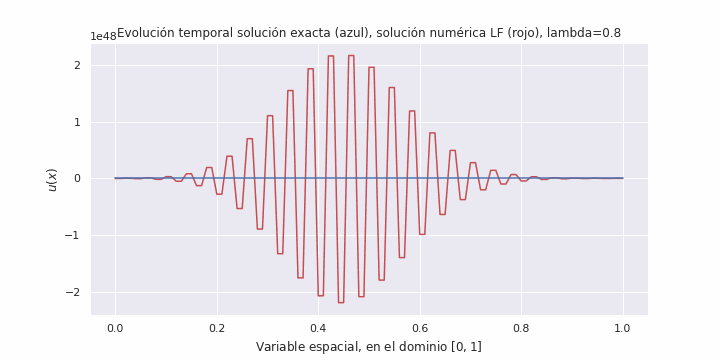 Evolución temporal solución exacta (azul), solución numérica LF (rojo), lambda=0.8
1e48
2
1
0
−1
−2
u(x)
0.0 0.2 0.4 0.6 0.8 1.0
Variable espacial, en el dominio [0, 1]